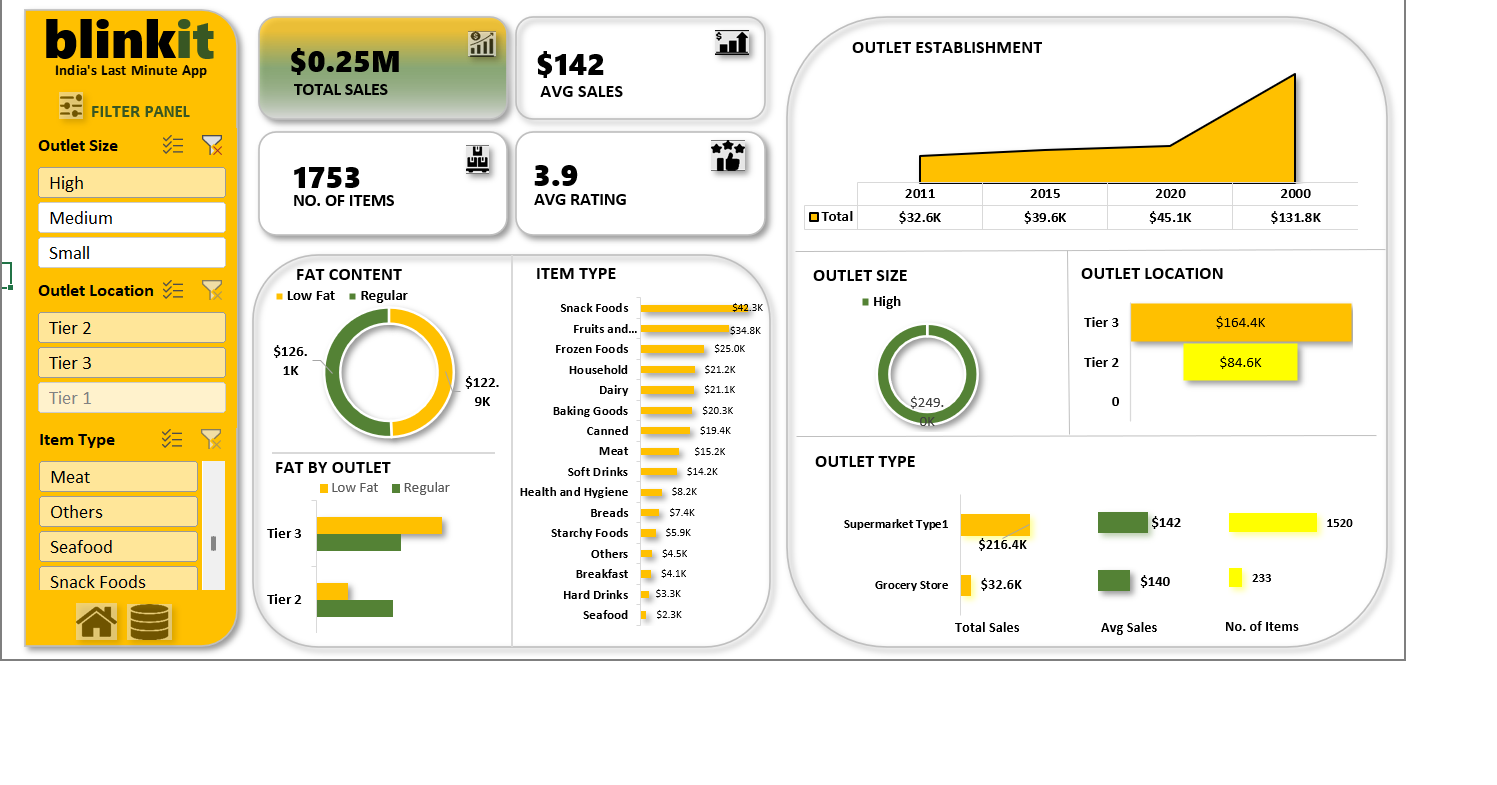 blinkit
India's Last Minute App
FILTER PANEL
Outlet Size
High
Medium
Small
Outlet Location
Tier 2
Tier 3
Tier 1
Item Type
Meat
Others
Seafood
Snack Foods
$0.25M
TOTAL SALES
$142
AVG SALES
1753
NO. OF ITEMS
3.9
AVG RATING
FAT CONTENT
Low Fat Regular
$126.
1K
$122.
9K
FAT BY OUTLET
Low Fat Regular
Tier 3
Tier 2
ITEM TYPE
Snack Foods $42.3K
Fruits and... $34.8K
Frozen Foods $25.0K
Household $21.2K
Dairy $21.1K
Baking Goods $20.3K
Canned $19.4K
Meat $15.2K
Soft Drinks $14.2K
Health and Hygiene $8.2K
Breads $7.4K
Starchy Foods $5.9K
Others $4.5K
Breakfast $4.1K
Hard Drinks $3.3K
Seafood $2.3K
OUTLET ESTABLISHMENT
2011 2015 2020 2000
Total $32.6K $39.6K $45.1K $131.8K
OUTLET SIZE
High
$249.
0K
OUTLET LOCATION
Tier 3 $164.4K
Tier 2 $84.6K
0
OUTLET TYPE
Supermarket Type1 $216.4K $142 1520
Grocery Store $32.6K $140 233
Total Sales Avg Sales No. of Items